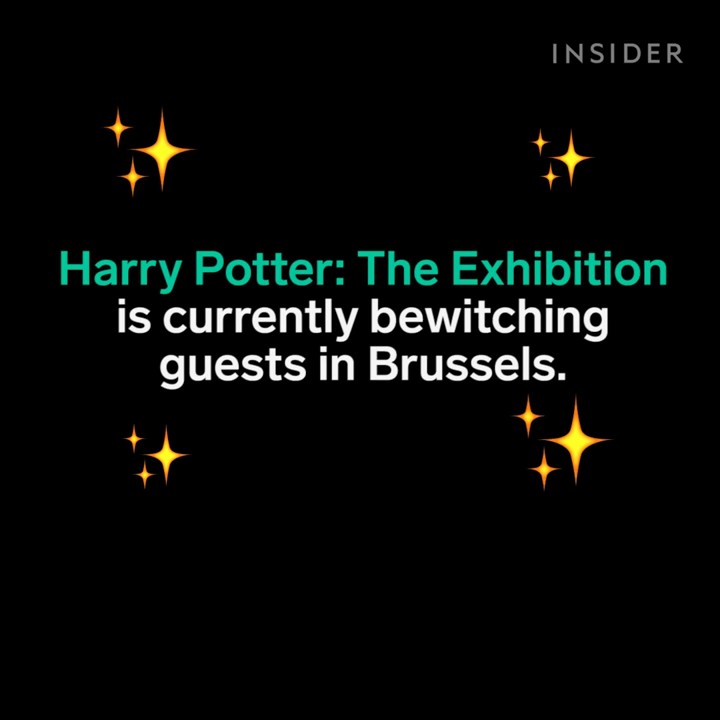 INSIDER
Harry Potter: The Exhibition
is currently bewitching
guests in Brussels.